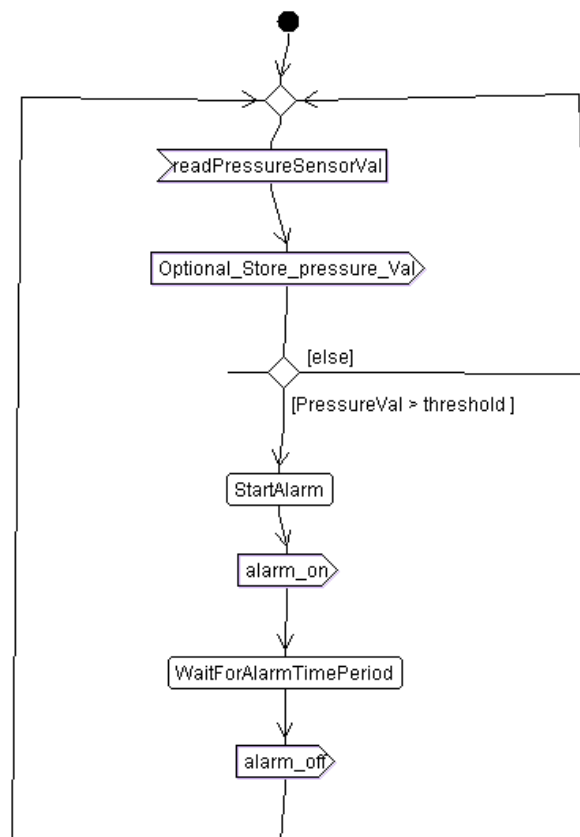 readPressureSensorVal
Optional_Store_pressure_Val
[else]
[PressureVal > threshold ]
StartAlarm
alarm_on
WaitForAlarmTimePeriod
alarm_off